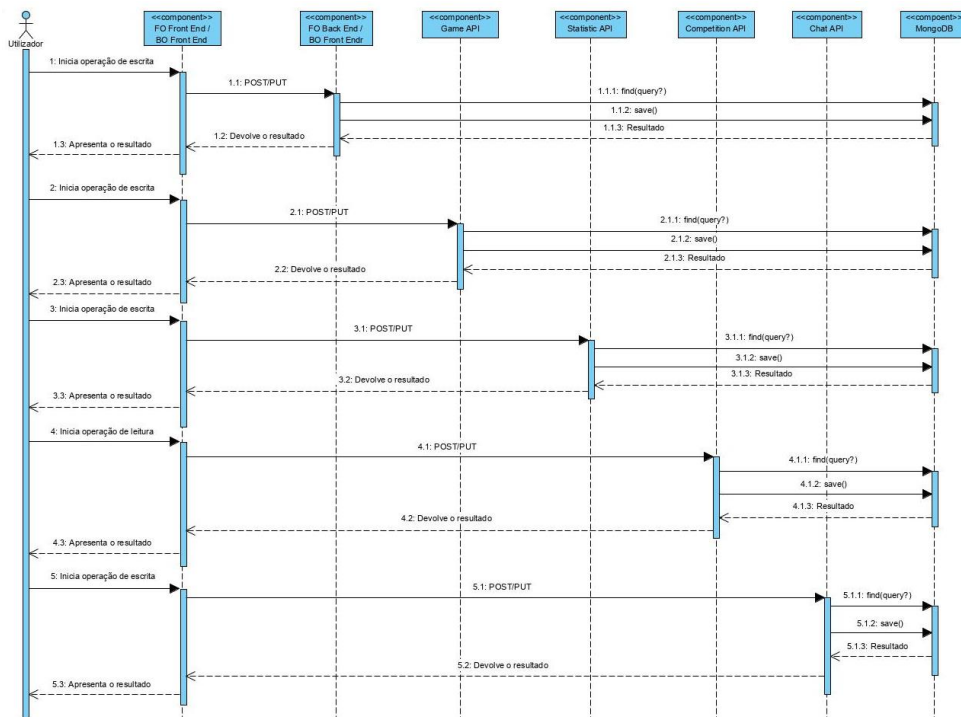 Utilizador
<<component>>
FO Front End /
BO Front End
<<component>>
FO Back End /
BO Front Endr
<<component>>
Game API
<<component>>
Statistic API
<<component>>
Competition API
<<component>>
Chat API
<<component>>
MongoDB
1: Inicia operação de escrita
1.1: POST/PUT
1.1.1: find(query?)
1.1.2: save()
1.1.3: Resultado
1.2: Devolve o resultado
1.3: Apresenta o resultado
2: Inicia operação de escrita
2.1: POST/PUT
2.1.1: find(query?)
2.1.2: save()
2.1.3: Resultado
2.2: Devolve o resultado
2.3: Apresenta o resultado
3: Inicia operação de escrita
3.1: POST/PUT
3.1.1: find(query?)
3.1.2: save()
3.1.3: Resultado
3.2: Devolve o resultado
3.3: Apresenta o resultado
4: Inicia operação de leitura
4.1: POST/PUT
4.1.1: find(query?)
4.1.2: save()
4.1.3: Resultado
4.2: Devolve o resultado
4.3: Apresenta o resultado
5: Inicia operação de escrita
5.1: POST/PUT
5.1.1: find(query?)
5.1.2: save()
5.1.3: Resultado
5.2: Devolve o resultado
5.3: Apresenta o resultado